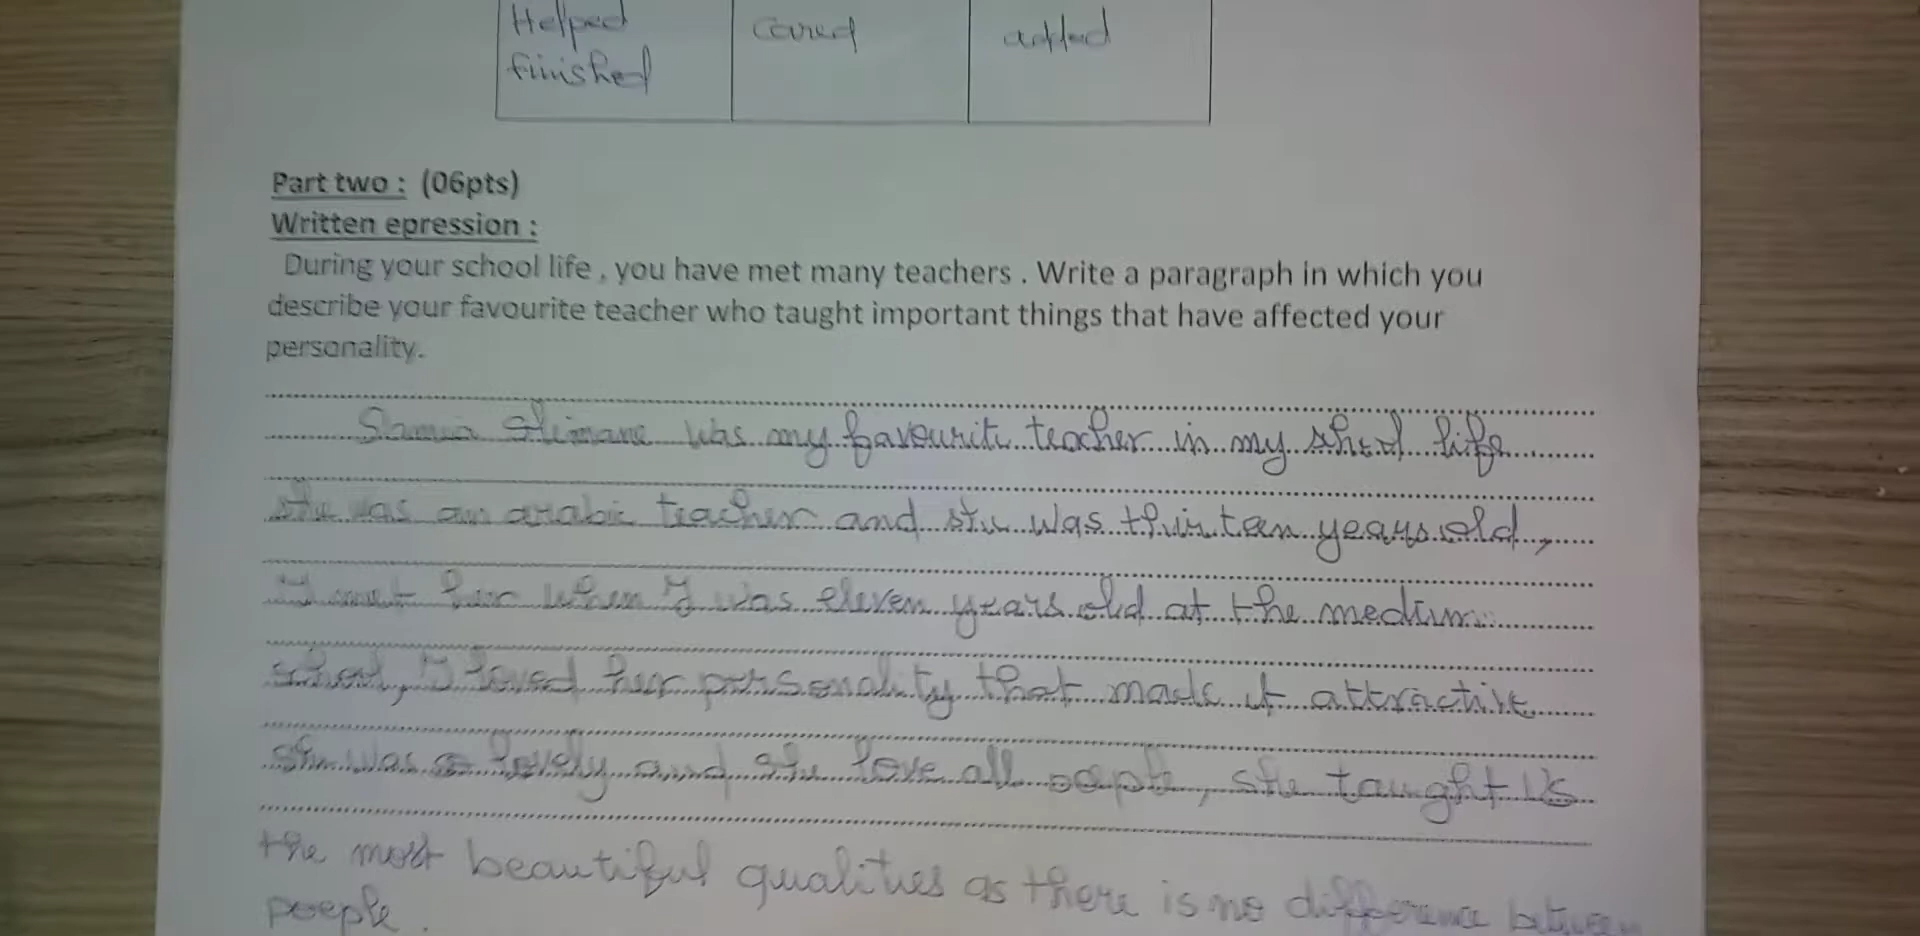 Helped
cared
added
finished
Part two : (06pts)
Written epression :
During your school life , you have met many teachers . Write a paragraph in which you
describe your favourite teacher who taught important things that have affected your
personality.
Slimane was my favourite teacher in my school life
she was an arabic teacher and she was thirteen years old ,
I met her when I was eleven years old at the medium
school, I loved her personality that made it attractive
she was a lovely and she love all people, she taught us
the most beautiful qualities as there is no difference between
poeple .